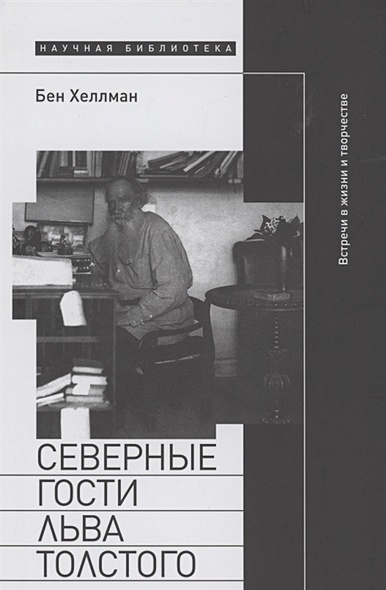 НАУЧНАЯ БИБЛИОТЕКА
Бен Хеллман
Встречи в жизни и творчестве
СЕВЕРНЫЕ
ГОСТИ
ЛЬВА
ТОЛСТОГО